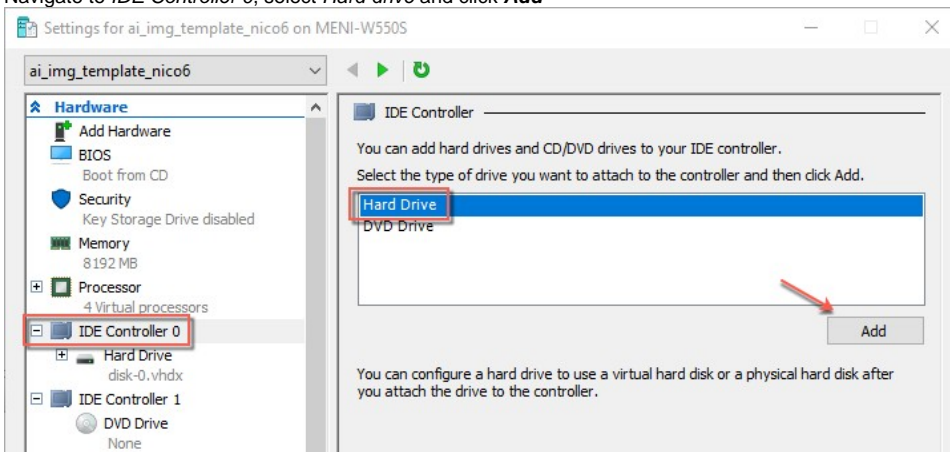 Navigate to IDE Controller 0, select Hard drive and click Add
Settings for ai_img_template_nico6 on MENI-W550S
ai_img_template_nico6
Hardware
Add Hardware
BIOS
Boot from CD
Security
Key Storage Drive disabled
Memory
8192 MB
Processor
4 Virtual processors
IDE Controller 0
Hard Drive
disk-0.vhdx
IDE Controller 1
DVD Drive
None
IDE Controller
You can add hard drives and CD/DVD drives to your IDE controller.
Select the type of drive you want to attach to the controller and then click Add.
Hard Drive
DVD Drive
Add
You can configure a hard drive to use a virtual hard disk or a physical hard disk after
you attach the drive to the controller.